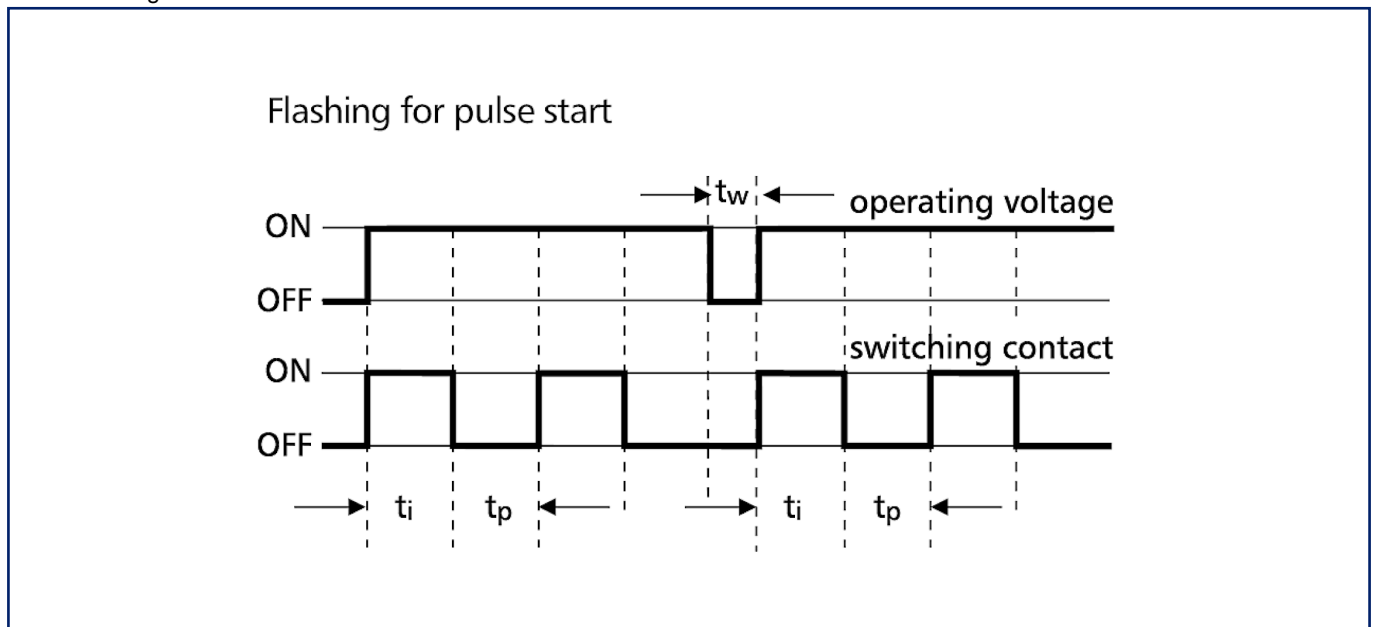 Flashing for pulse start
tw
operating voltage
ON
OFF
switching contact
ON
OFF
ti tp ti tp